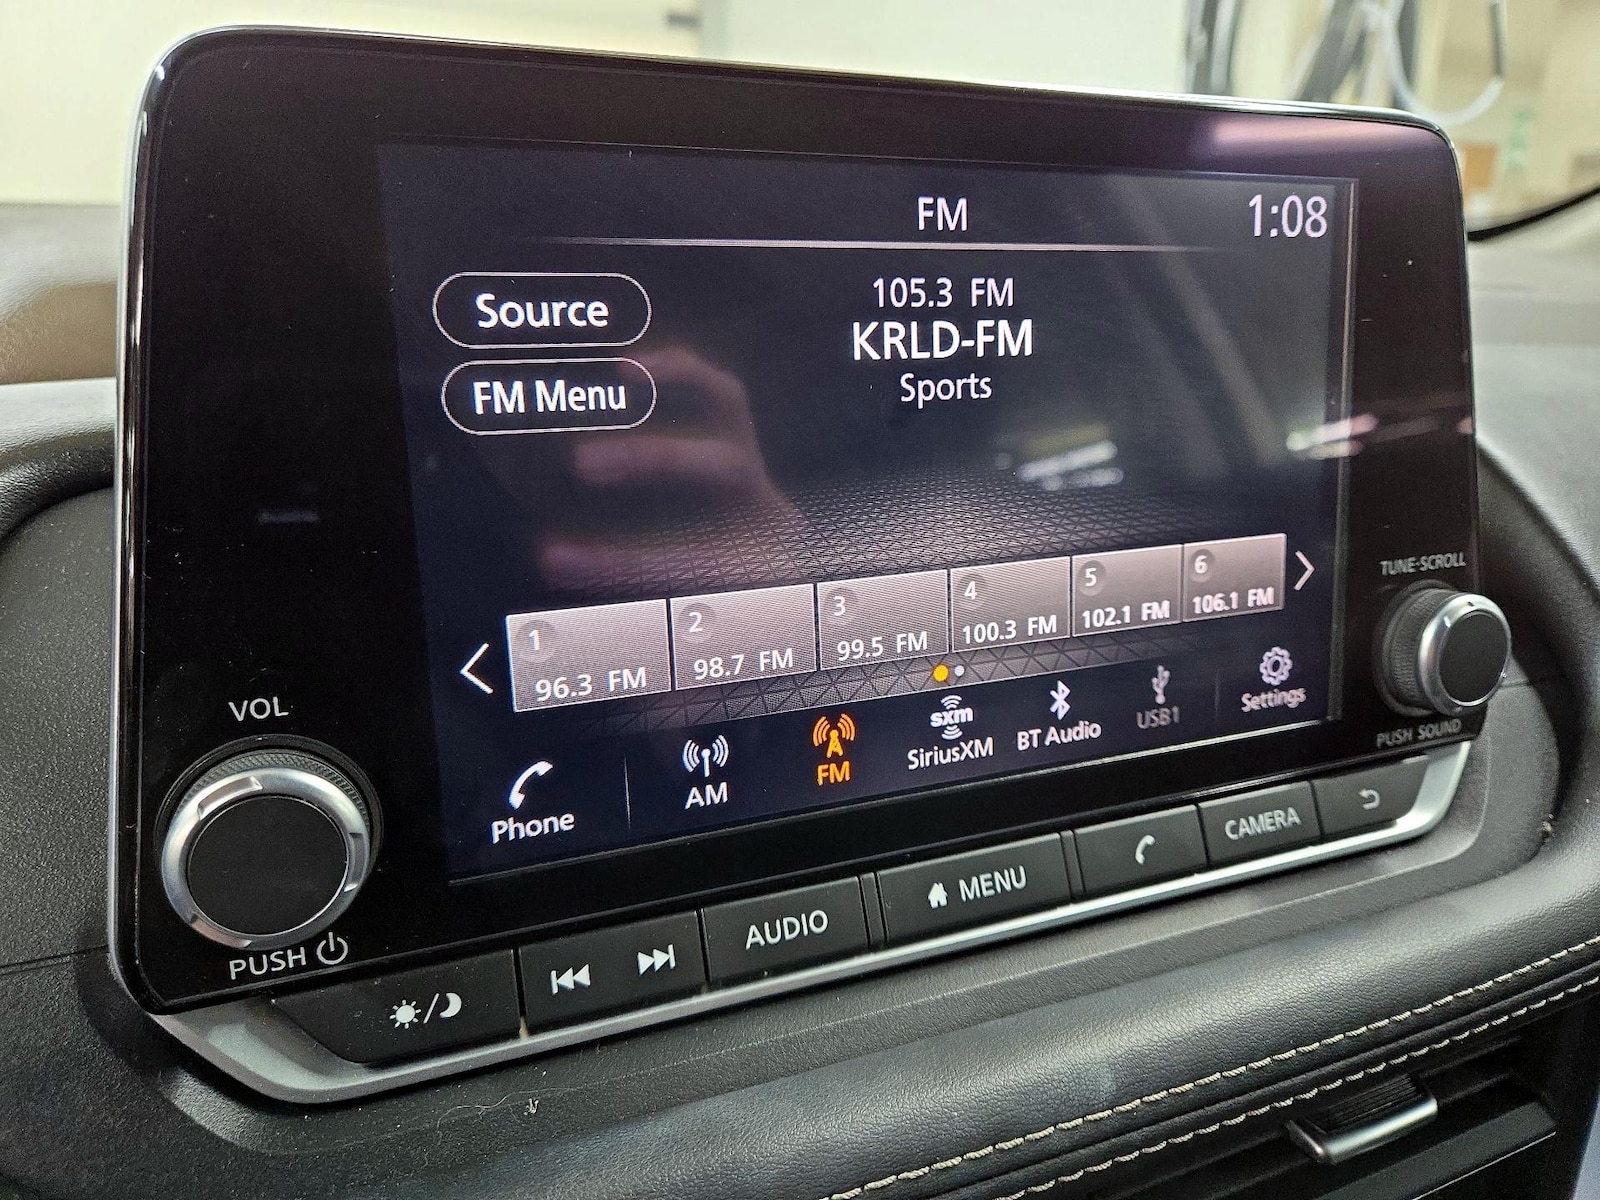 FM
1:08
Source
105.3 FM
KRLD-FM
FM Menu
Sports
1
96.3 FM
2
98.7 FM
3
99.5 FM
4
100.3 FM
5
102.1 FM
6
106.1 FM
Phone
AM
FM
sxm
SiriusXM
BT Audio
USB1
Settings
VOL
PUSH
TUNE·SCROLL
PUSH SOUND
AUDIO
MENU
CAMERA